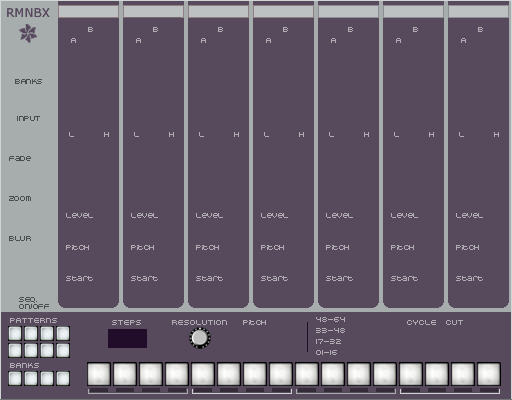 RMNBX
B B B B B B B
A A A A A A A
BANKS
INPUT
L H L H L H L H L H L H L H
Fade
Zoom
LEVEL LEVEL LEVEL LEVEL LEVEL LEVEL LEVEL
BLUR
PitCH PitCH PitCH PitCH PitCH PitCH PitCH
Start Start Start Start Start Start Start
SEQ.
ON/OFF
PATTERNS
STEPS RESOLUTION PitCH
48-64
33-48
17-32
01-16
CYCLE CUT
BANKS